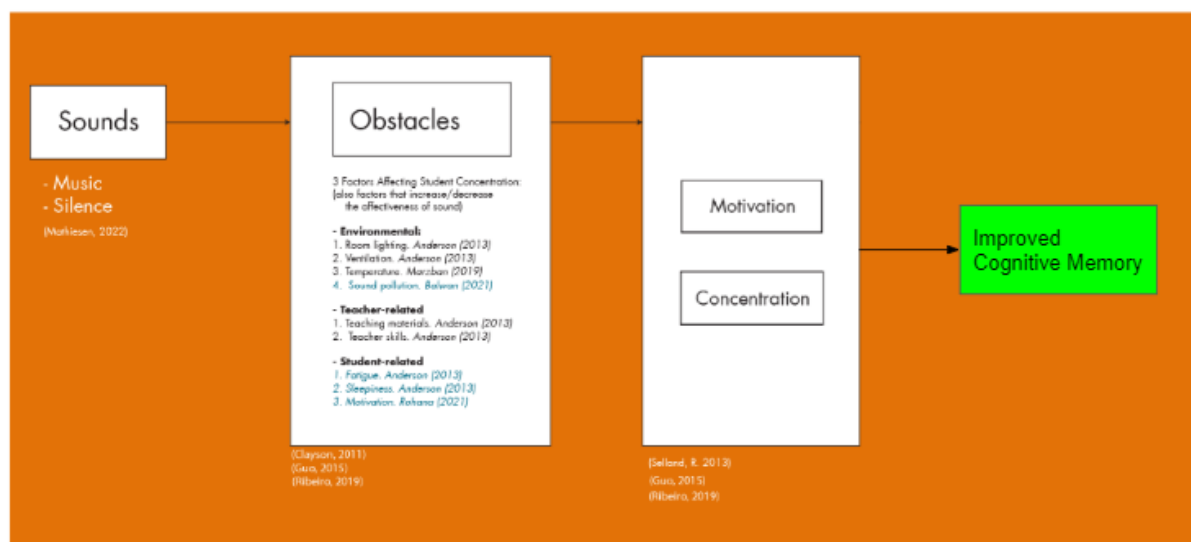 Sounds
- Music
- Silence
(Mathiesen, 2022)
Obstacles
3 Factors Affecting Student Concentration:
(also factors that increase/decrease
the affectiveness of sound)
- Environmental:
1. Room lighting. Anderson (2013)
2. Ventilation. Anderson (2013)
3. Temperature. Marzban (2019)
4. Sound pollution. Balwan (2021)
- Teacher-related
1. Teaching materials. Anderson (2013)
2. Teacher skills. Anderson (2013)
- Student-related
1. Fatigue. Anderson (2013)
2. Sleepiness. Anderson (2013)
3. Motivation. Rohana (2021)
(Clayson, 2011)
(Guo, 2015)
(Ribeiro, 2019)
Motivation
Concentration
(Selland, R. 2013)
(Guo, 2015)
(Ribeiro, 2019)
Improved
Cognitive Memory